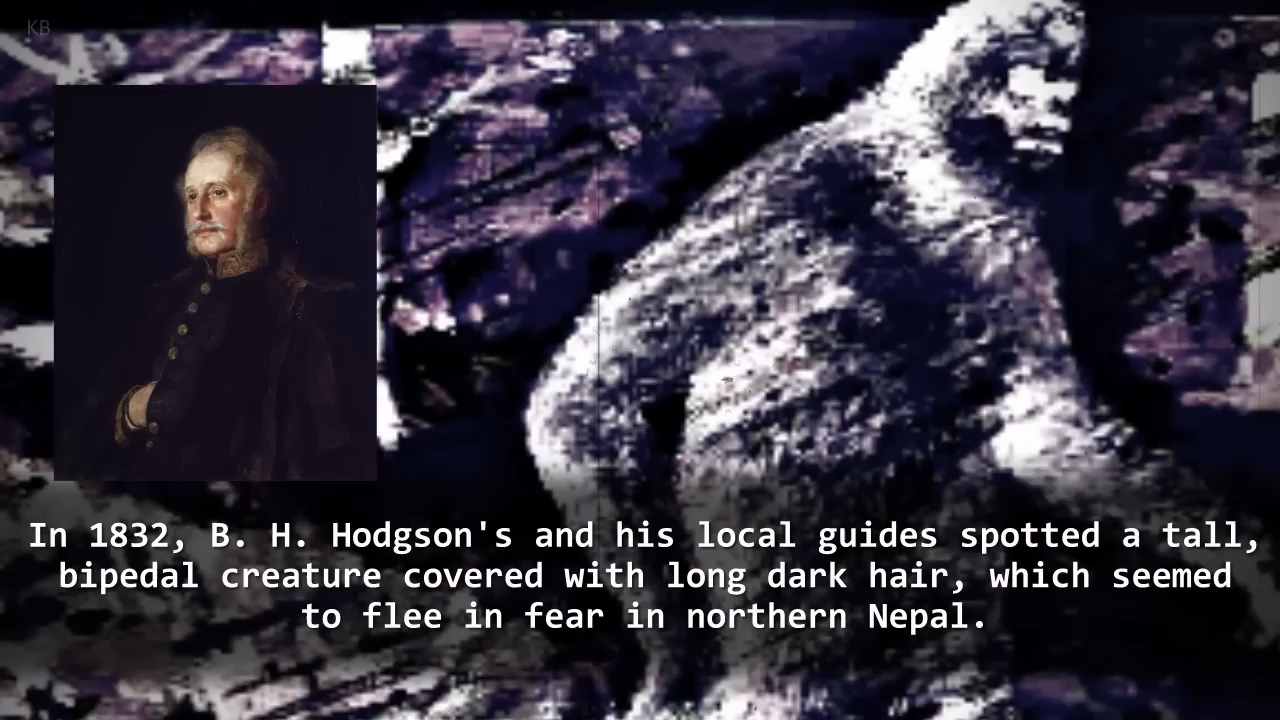 KB
In 1832, B. H. Hodgson's and his local guides spotted a tall,
bipedal creature covered with long dark hair, which seemed
to flee in fear in northern Nepal.